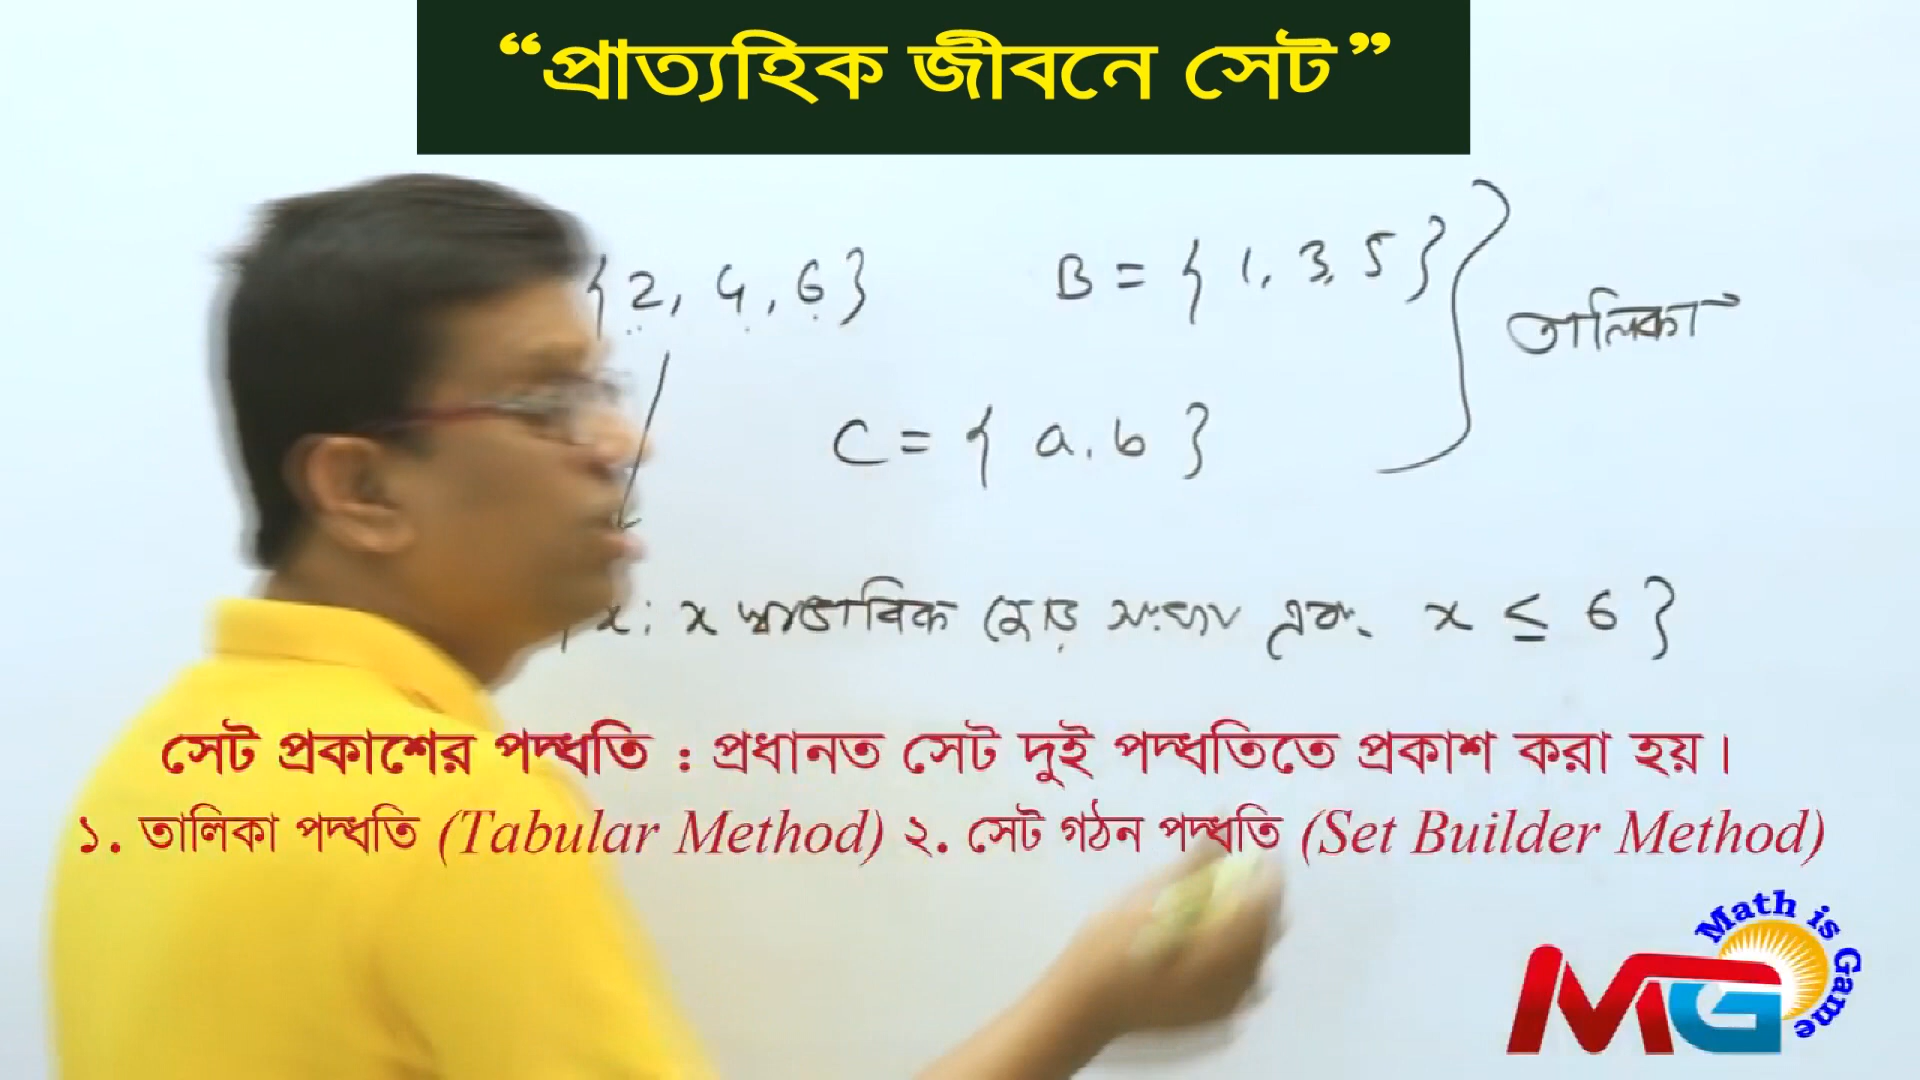 “প্রাত্যহিক জীবনে সেট”
{2, 4, 6} B = { 1, 3, 5 }
তালিকা
C = { a, b }
x : x স্বাভাবিক জোড় সংখ্যা এবং x ≤ 6 }
সেট প্রকাশের পদ্ধতি : প্রধানত সেট দুই পদ্ধতিতে প্রকাশ করা হয়।
১. তালিকা পদ্ধতি (Tabular Method) ২. সেট গঠন পদ্ধতি (Set Builder Method)
Math is Game
MG